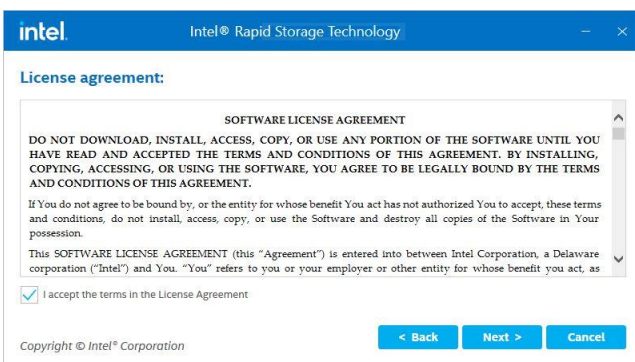 intel.
Intel® Rapid Storage Technology
License agreement:
SOFTWARE LICENSE AGREEMENT
DO NOT DOWNLOAD, INSTALL, ACCESS, COPY, OR USE ANY PORTION OF THE SOFTWARE UNTIL YOU
HAVE READ AND ACCEPTED THE TERMS AND CONDITIONS OF THIS AGREEMENT. BY INSTALLING,
COPYING, ACCESSING, OR USING THE SOFTWARE, YOU AGREE TO BE LEGALLY BOUND BY THE TERMS
AND CONDITIONS OF THIS AGREEMENT.
If You do not agree to be bound by, or the entity for whose benefit You act has not authorized You to accept, these terms
and conditions, do not install, access, copy, or use the Software and destroy all copies of the Software in Your
possession.
This SOFTWARE LICENSE AGREEMENT (this “Agreement”) is entered into between Intel Corporation, a Delaware
corporation (“Intel”) and You. “You” refers to you or your employer or other entity for whose benefit you act, as
I accept the terms in the License Agreement
Copyright © Intel® Corporation
< Back
Next >
Cancel